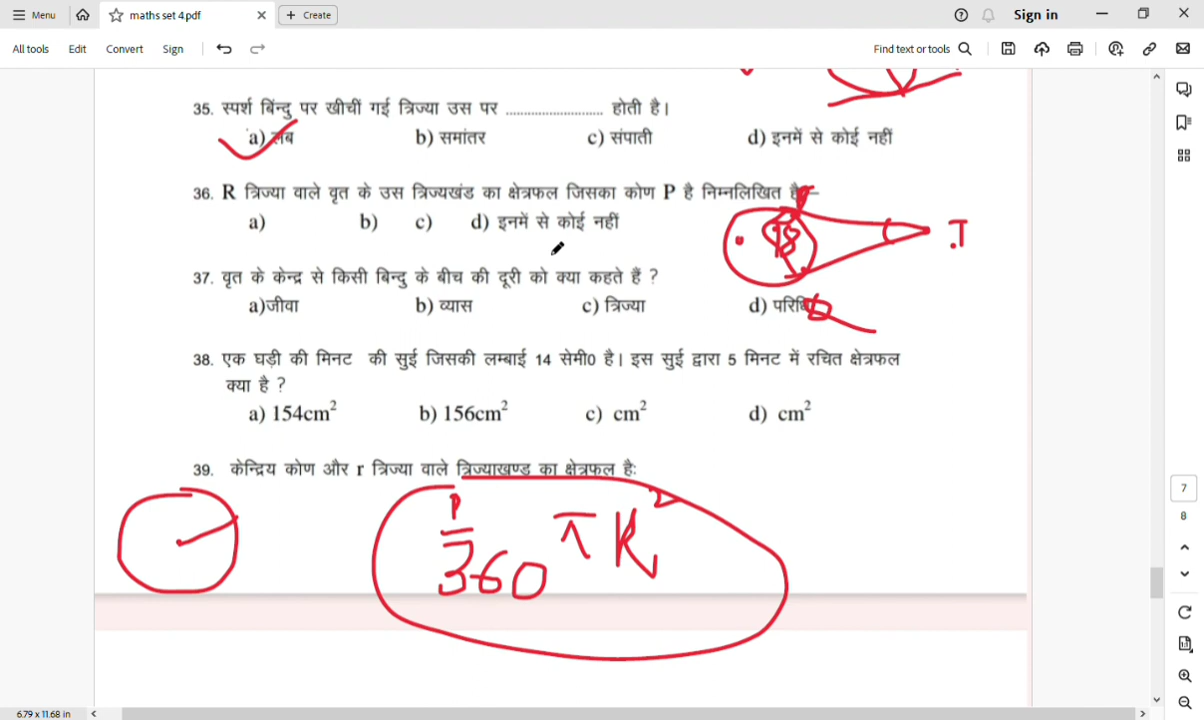 Menu maths set 4.pdf Create Sign in
All tools Edit Convert Sign Find text or tools
35. स्पर्श बिंन्दु पर खीचीं गई त्रिज्या उस पर .......................... होती है।
a) लंब b) समांतर c) संपाती d) इनमें से कोई नहीं
36. R त्रिज्या वाले वृत के उस त्रिज्यखंड का क्षेत्रफल जिसका कोण P है निम्नलिखित है–
a) b) c) d) इनमें से कोई नहीं
37. वृत के केन्द्र से किसी बिन्दु के बीच की दूरी को क्या कहते हैं ?
a)जीवा b) व्यास c) त्रिज्या d) परिधि
38. एक घड़ी की मिनट की सुई जिसकी लम्बाई 14 सेमी0 है। इस सुई द्वारा 5 मिनट में रचित क्षेत्रफल
क्या है ?
a) 154cm² b) 156cm² c) cm² d) cm²
39. केन्द्रिय कोण और r त्रिज्या वाले त्रिज्याखण्ड का क्षेत्रफल है:
P
360 π R²
7
8
6.79 x 11.68 in